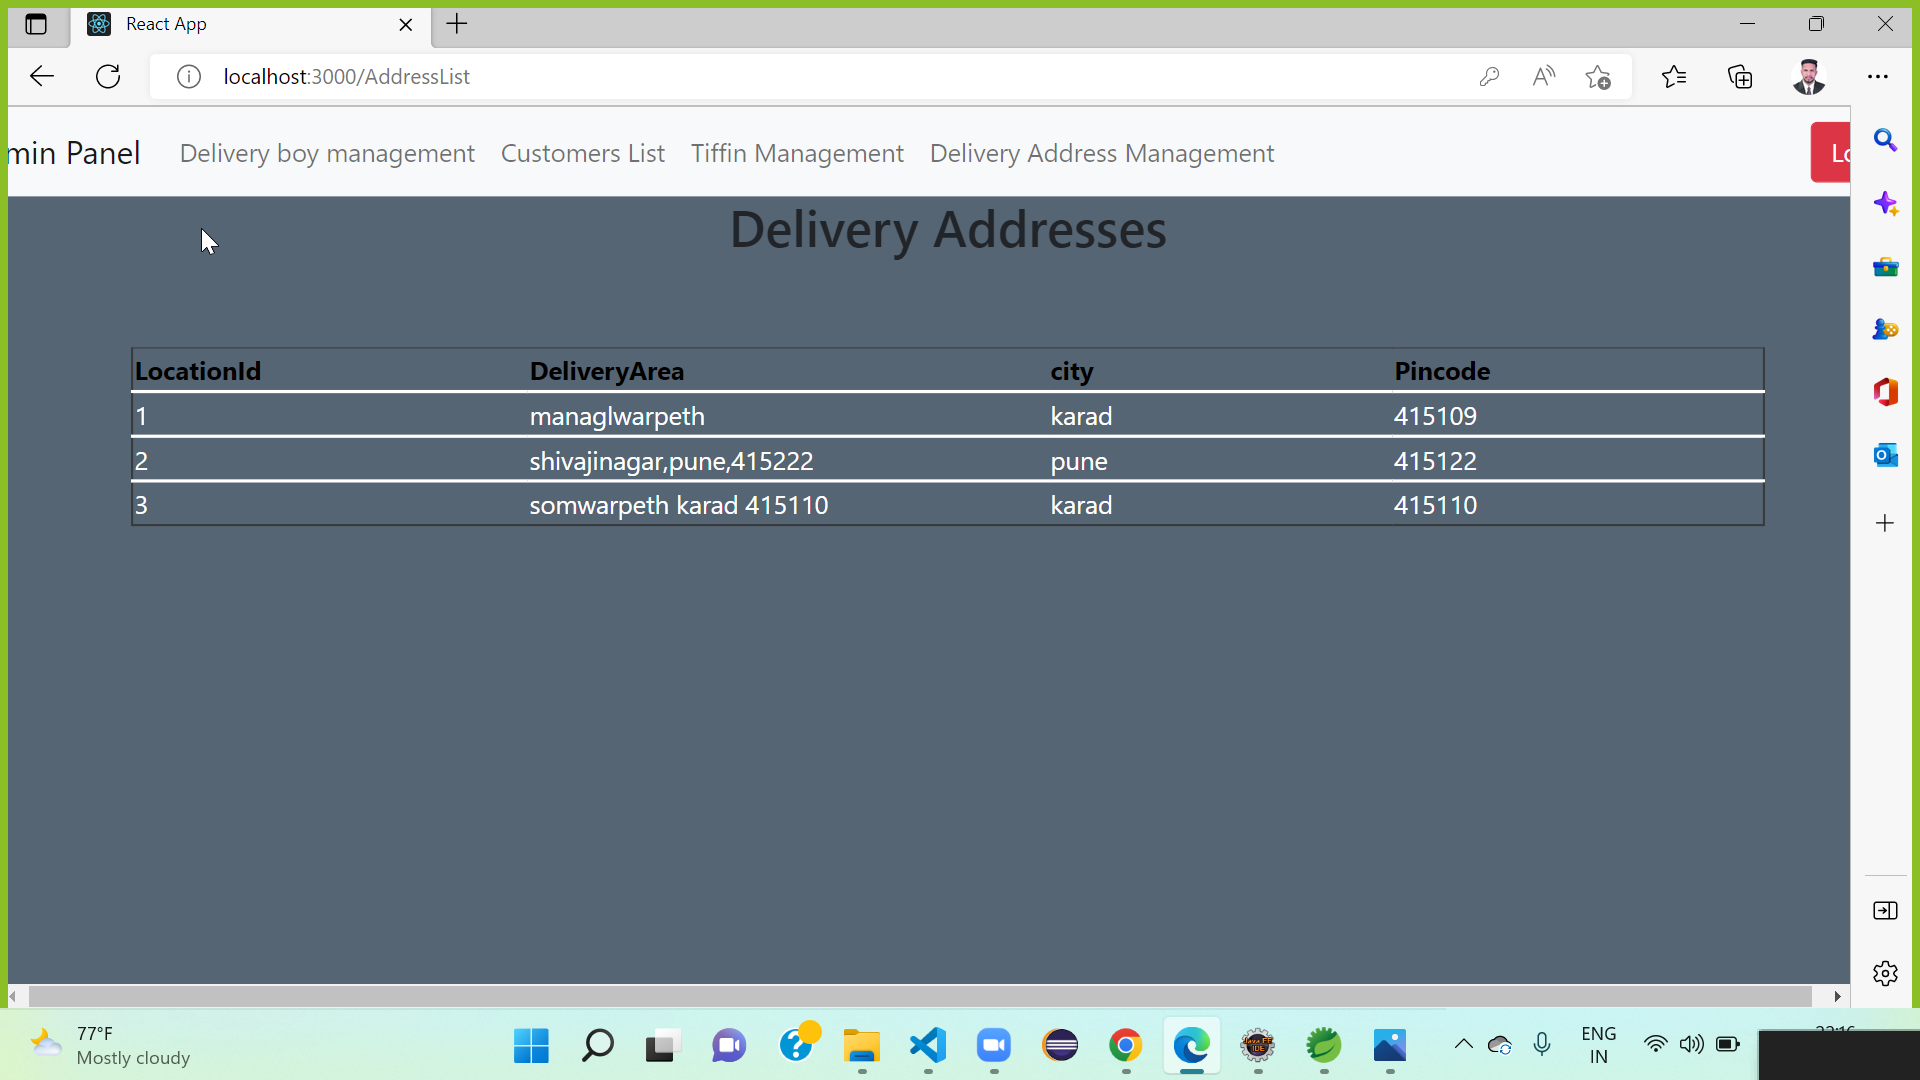 React App
localhost:3000/AddressList
min Panel Delivery boy management Customers List Tiffin Management Delivery Address Management Lo
Delivery Addresses
LocationId DeliveryArea city Pincode
1 managlwarpeth karad 415109
2 shivajinagar,pune,415222 pune 415122
3 somwarpeth karad 415110 karad 415110
77°F
Mostly cloudy
ENG
IN